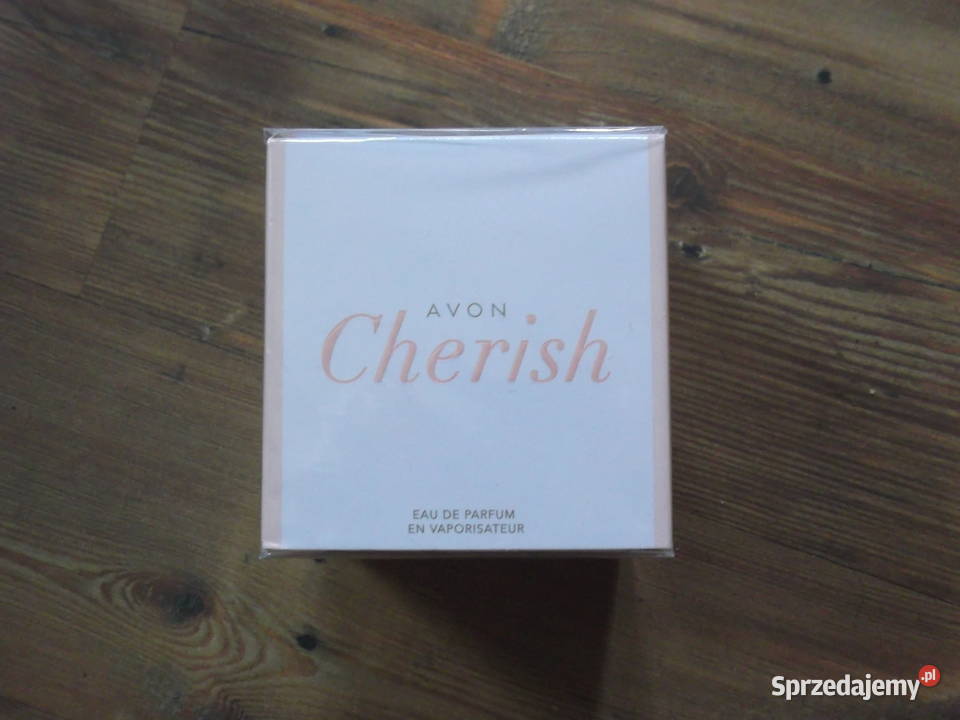 AVON
Cherish
EAU DE PARFUM
EN VAPORISATEUR
Sprzedajemy.pl